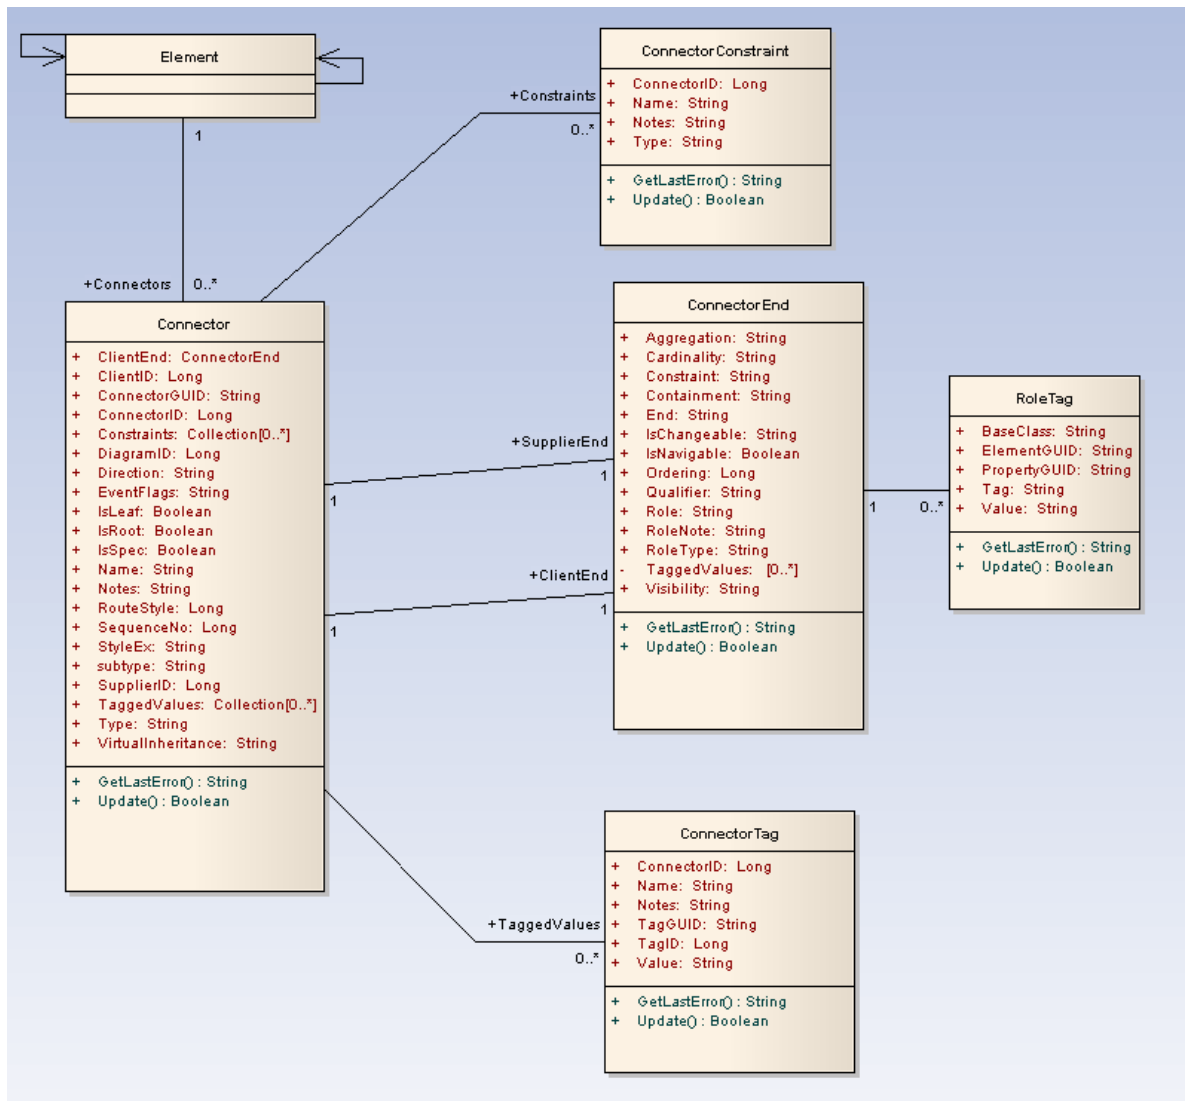 Element
1
+Connectors 0..*
ConnectorConstraint
+ ConnectorID: Long
+ Name: String
+ Notes: String
+ Type: String
+ GetLastError() : String
+ Update() : Boolean
+Constraints
0..*
Connector
+ ClientEnd: ConnectorEnd
+ ClientID: Long
+ ConnectorGUID: String
+ ConnectorID: Long
+ Constraints: Collection[0..*]
+ DiagramID: Long
+ Direction: String
+ EventFlags: String
+ IsLeaf: Boolean
+ IsRoot: Boolean
+ IsSpec: Boolean
+ Name: String
+ Notes: String
+ RouteStyle: Long
+ SequenceNo: Long
+ StyleEx: String
+ subtype: String
+ SupplierID: Long
+ TaggedValues: Collection[0..*]
+ Type: String
+ VirtualInheritance: String
+ GetLastError() : String
+ Update() : Boolean
+SupplierEnd
1
1
+ClientEnd
1
1
ConnectorEnd
+ Aggregation: String
+ Cardinality: String
+ Constraint: String
+ Containment: String
+ End: String
+ IsChangeable: String
+ IsNavigable: Boolean
+ Ordering: Long
+ Qualifier: String
+ Role: String
+ RoleNote: String
+ RoleType: String
- TaggedValues: [0..*]
+ Visibility: String
+ GetLastError() : String
+ Update() : Boolean
1 0..*
RoleTag
+ BaseClass: String
+ ElementGUID: String
+ PropertyGUID: String
+ Tag: String
+ Value: String
+ GetLastError() : String
+ Update() : Boolean
+TaggedValues
0..*
ConnectorTag
+ ConnectorID: Long
+ Name: String
+ Notes: String
+ TagGUID: String
+ TagID: Long
+ Value: String
+ GetLastError() : String
+ Update() : Boolean